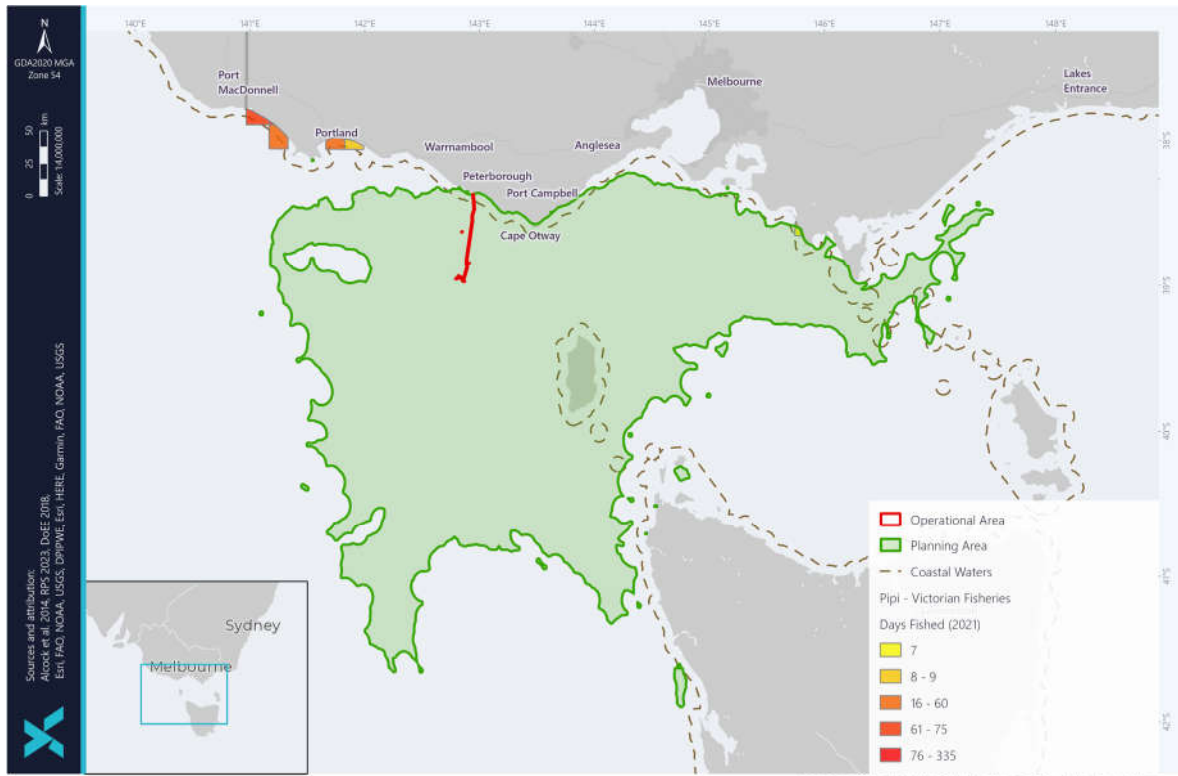 N
GDA2020 MGA
Zone 54
0 25 50
km
Scale: 1:4,000,000
Sources and attribution:
Alcock et al. 2014, RPS 2023, DoEE 2018,
Esri, FAO, NOAA, USGS, DPIPWE, Esri, HERE, Garmin, FAO, NOAA, USGS
140°E
141°E
142°E
143°E
144°E
145°E
146°E
147°E
148°E
38°S
39°S
40°S
41°S
42°S
Port
MacDonnell
Portland
Warrnambool
Peterborough
Port Campbell
Cape Otway
Anglesea
Melbourne
Lakes
Entrance
Sydney
Melbourne
Operational Area
Planning Area
Coastal Waters
Pipi - Victorian Fisheries
Days Fished (2021)
7
8 - 9
16 - 60
61 - 75
76 - 335